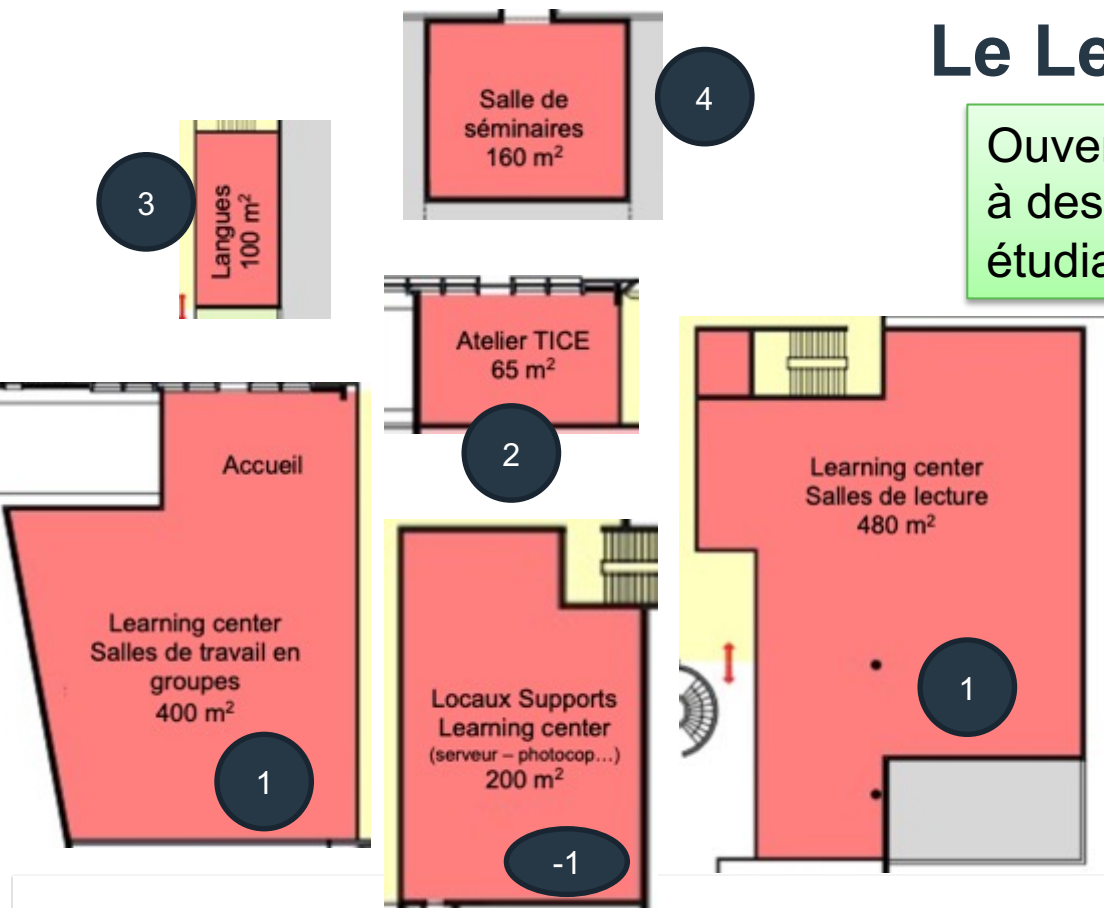 Le Le
Ouver
à des
étudia
Salle de
séminaires
160 m²
4
3
Langues
100 m²
Atelier TICE
65 m²
2
Accueil
Learning center
Salles de travail en
groupes
400 m²
1
Locaux Supports
Learning center
(serveur – photocop…)
200 m²
-1
Learning center
Salles de lecture
480 m²
1